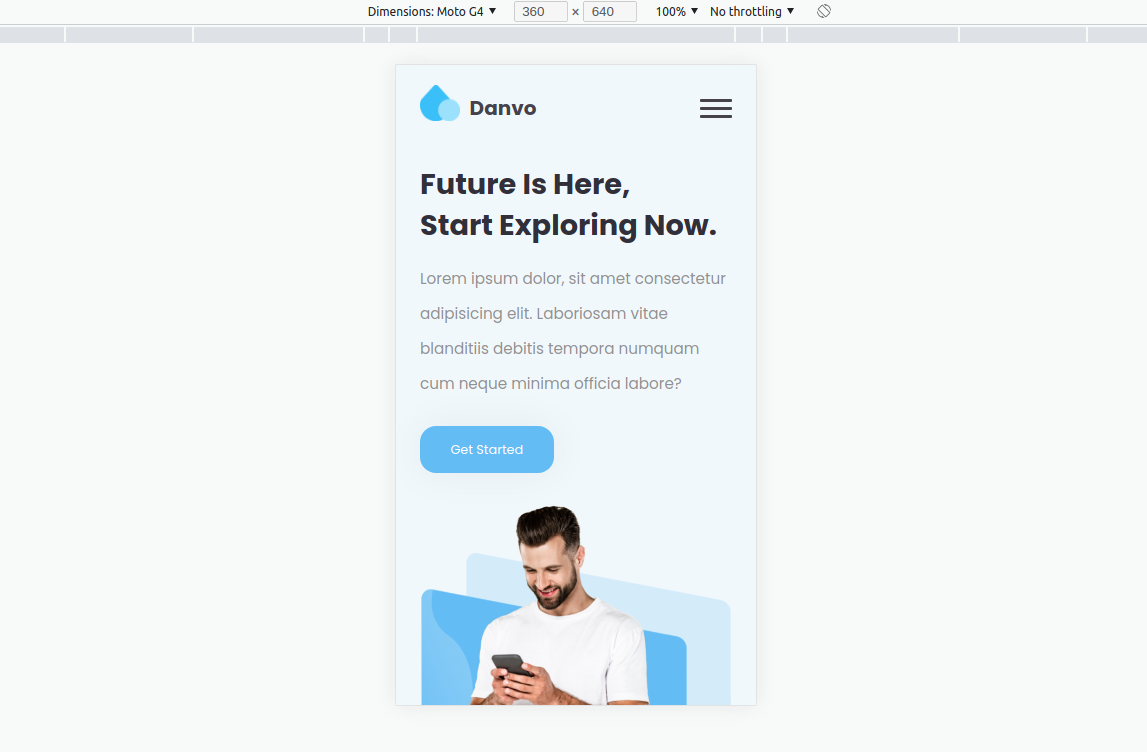 Dimensions: Moto G4 ▼ 360 × 640 100% ▼ No throttling ▼
Danvo
Future Is Here,
Start Exploring Now.
Lorem ipsum dolor, sit amet consectetur
adipisicing elit. Laboriosam vitae
blanditiis debitis tempora numquam
cum neque minima officia labore?
Get Started